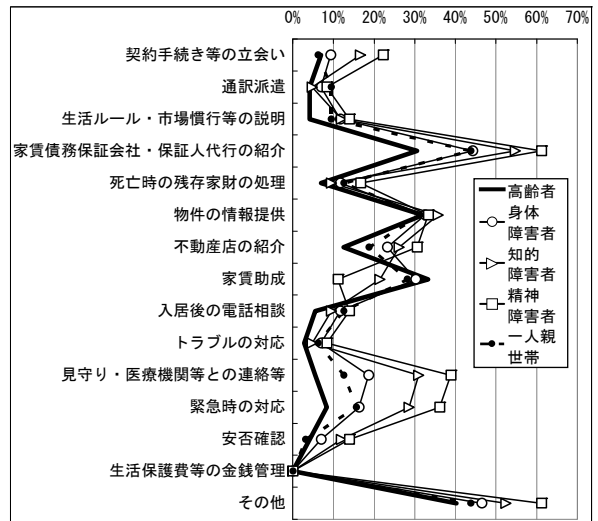 0% 10% 20% 30% 40% 50% 60% 70%
契約手続き等の立会い
通訳派遣
生活ルール・市場慣行等の説明
家賃債務保証会社・保証人代行の紹介
死亡時の残存家財の処理
物件の情報提供
不動産店の紹介
家賃助成
入居後の電話相談
トラブルの対応
見守り・医療機関等との連絡等
緊急時の対応
安否確認
生活保護費等の金銭管理
その他
高齢者
身体
障害者
知的
障害者
精神
障害者
一人親
世帯